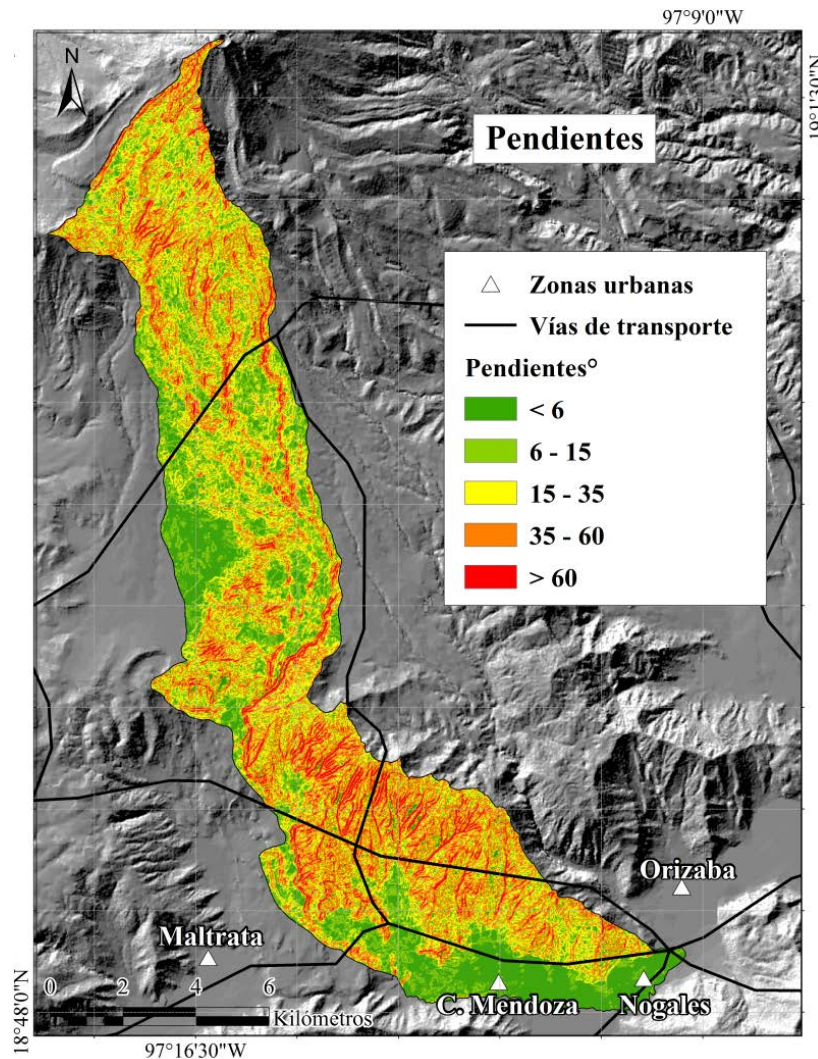 97°9'0"W
19°1'30"N
N
Pendientes
Zonas urbanas
Vías de transporte
Pendientes°
< 6
6 - 15
15 - 35
35 - 60
> 60
Orizaba
Maltrata
C. Mendoza
Nogales
0 2 4 6
Kilómetros
18°48'0"N
97°16'30"W